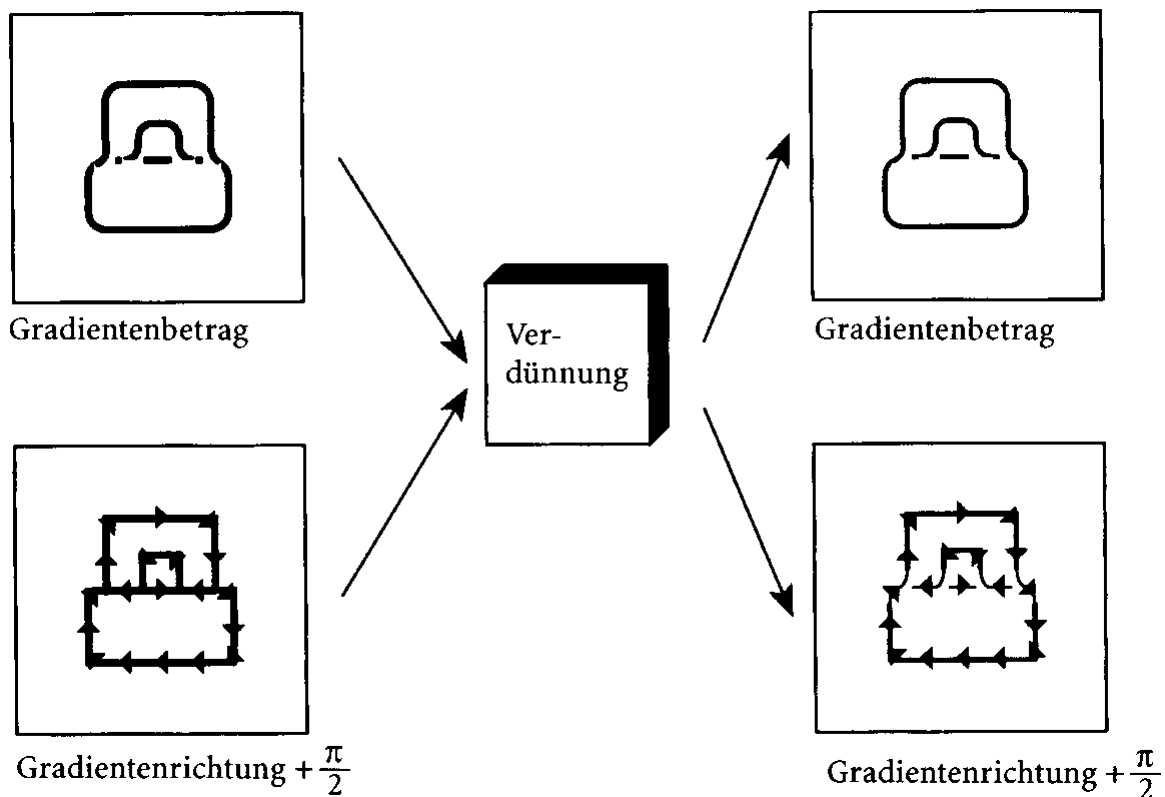 Gradientenbetrag
Gradientenbetrag
Ver-
dünnung
Gradientenrichtung + π/2
Gradientenrichtung + π/2